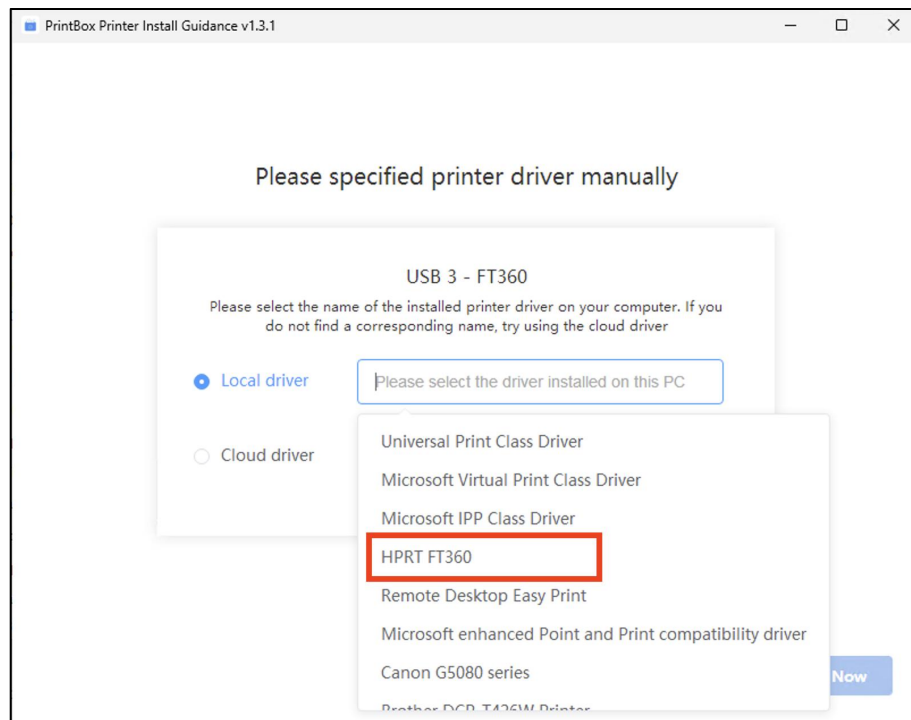 PrintBox Printer Install Guidance v1.3.1
Please specified printer driver manually
USB 3 - FT360
Please select the name of the installed printer driver on your computer. If you
do not find a corresponding name, try using the cloud driver
Local driver
Please select the driver installed on this PC
Cloud driver
Universal Print Class Driver
Microsoft Virtual Print Class Driver
Microsoft IPP Class Driver
HPRT FT360
Remote Desktop Easy Print
Microsoft enhanced Point and Print compatibility driver
Canon G5080 series
Brother DCP-T426W Printer
Now